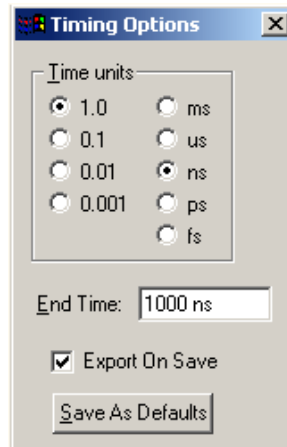 Timing Options
Time units
1.0 ms
0.1 us
0.01 ns
0.001 ps
fs
End Time: 1000 ns
Export On Save
Save As Defaults